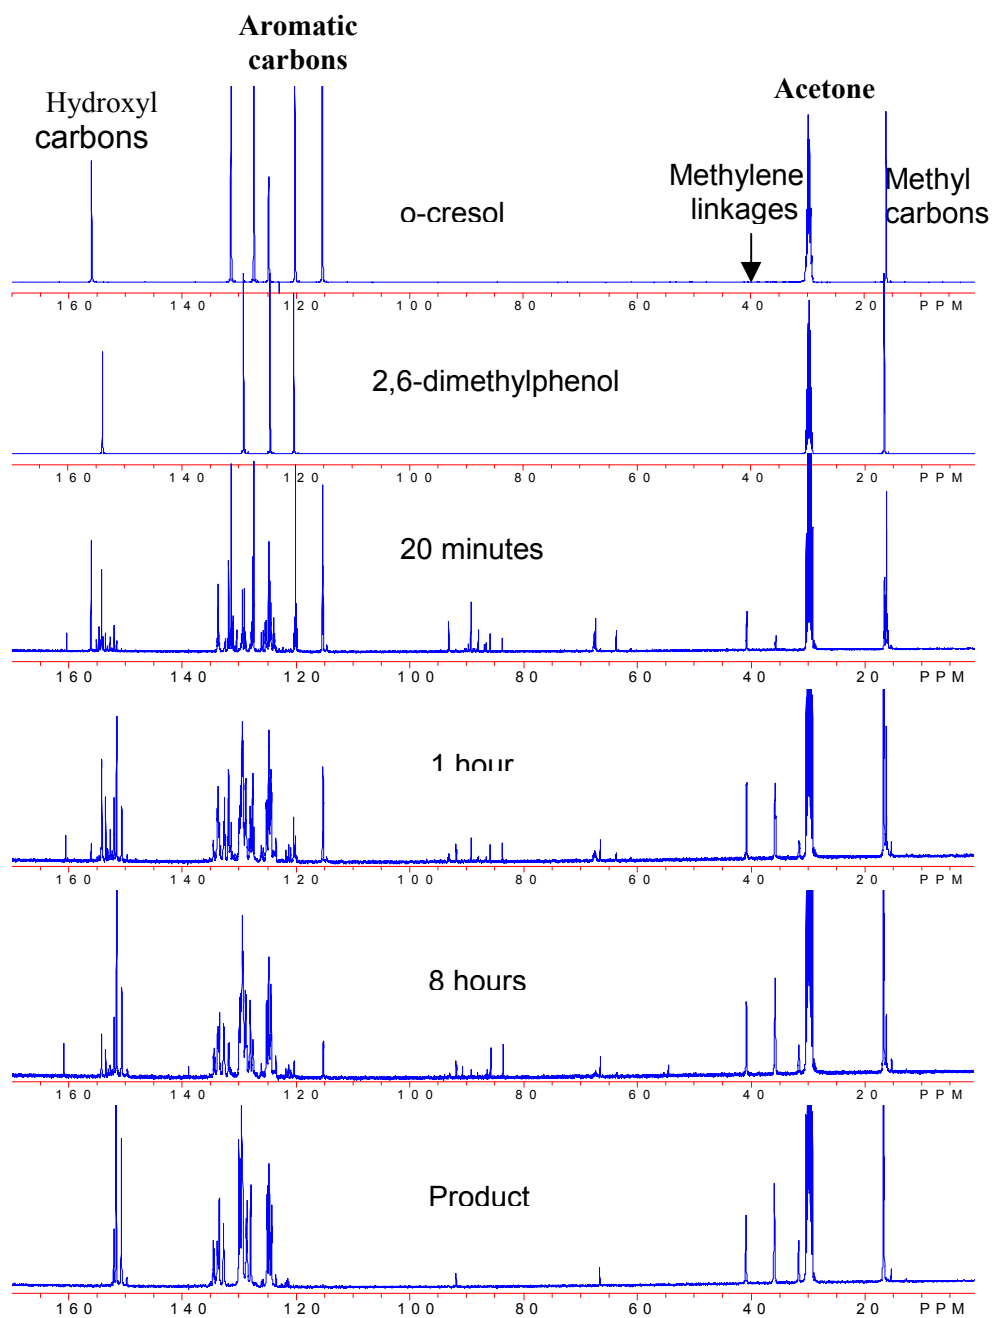 Aromatic
carbons
Hydroxyl
carbons
Acetone
Methylene
linkages
Methyl
carbons
o-cresol
160 140 120 100 80 60 40 20 PPM
2,6-dimethylphenol
160 140 120 100 80 60 40 20 PPM
20 minutes
160 140 120 100 80 60 40 20 PPM
1 hour
160 140 120 100 80 60 40 20 PPM
8 hours
160 140 120 100 80 60 40 20 PPM
Product
160 140 120 100 80 60 40 20 PPM